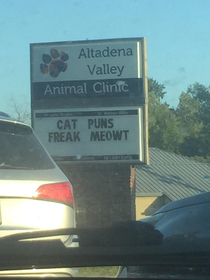 Altadena
Valley
Animal Clinic
CAT PUNS
FREAK MEOWT